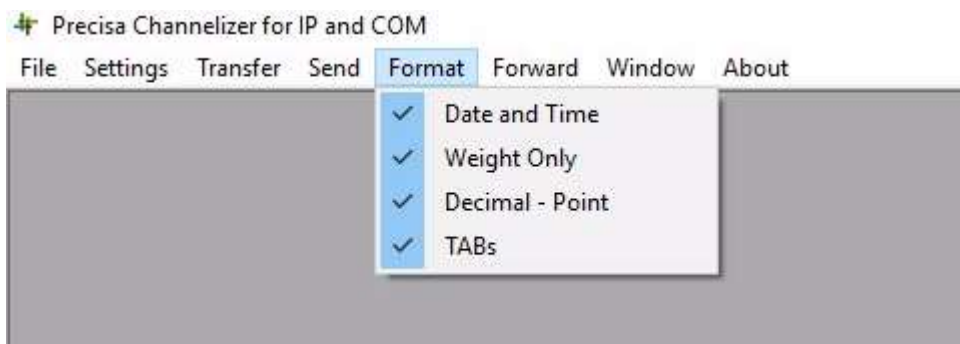 Precisa Channelizer for IP and COM
File Settings Transfer Send Format Forward Window About
Date and Time
Weight Only
Decimal - Point
TABs